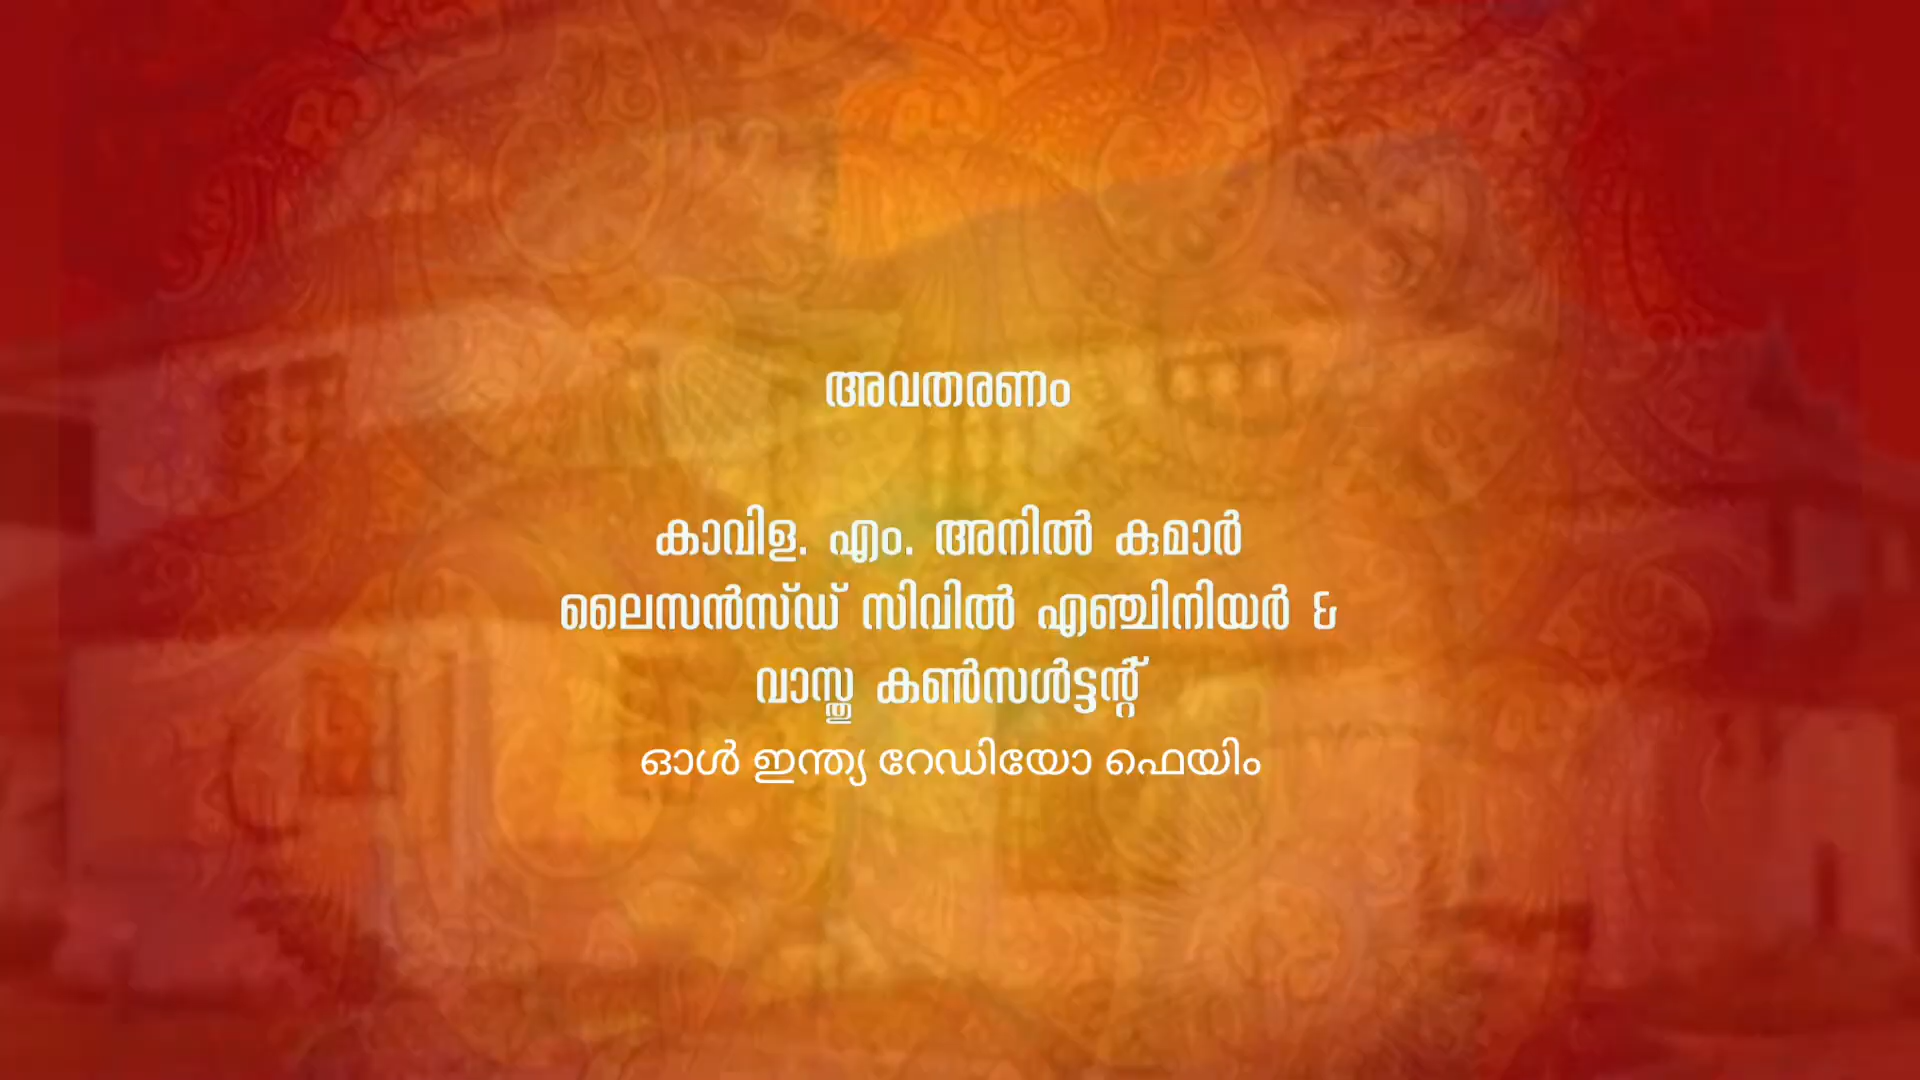 അവതരണം
കാവിള. എം. അനിൽ കുമാർ
ലൈസൻസ്ഡ് സിവിൽ എഞ്ചിനിയർ &
വാസ്തു കൺസൾട്ടന്റ്
ഓൾ ഇന്ത്യ റേഡിയോ ഫെയിം